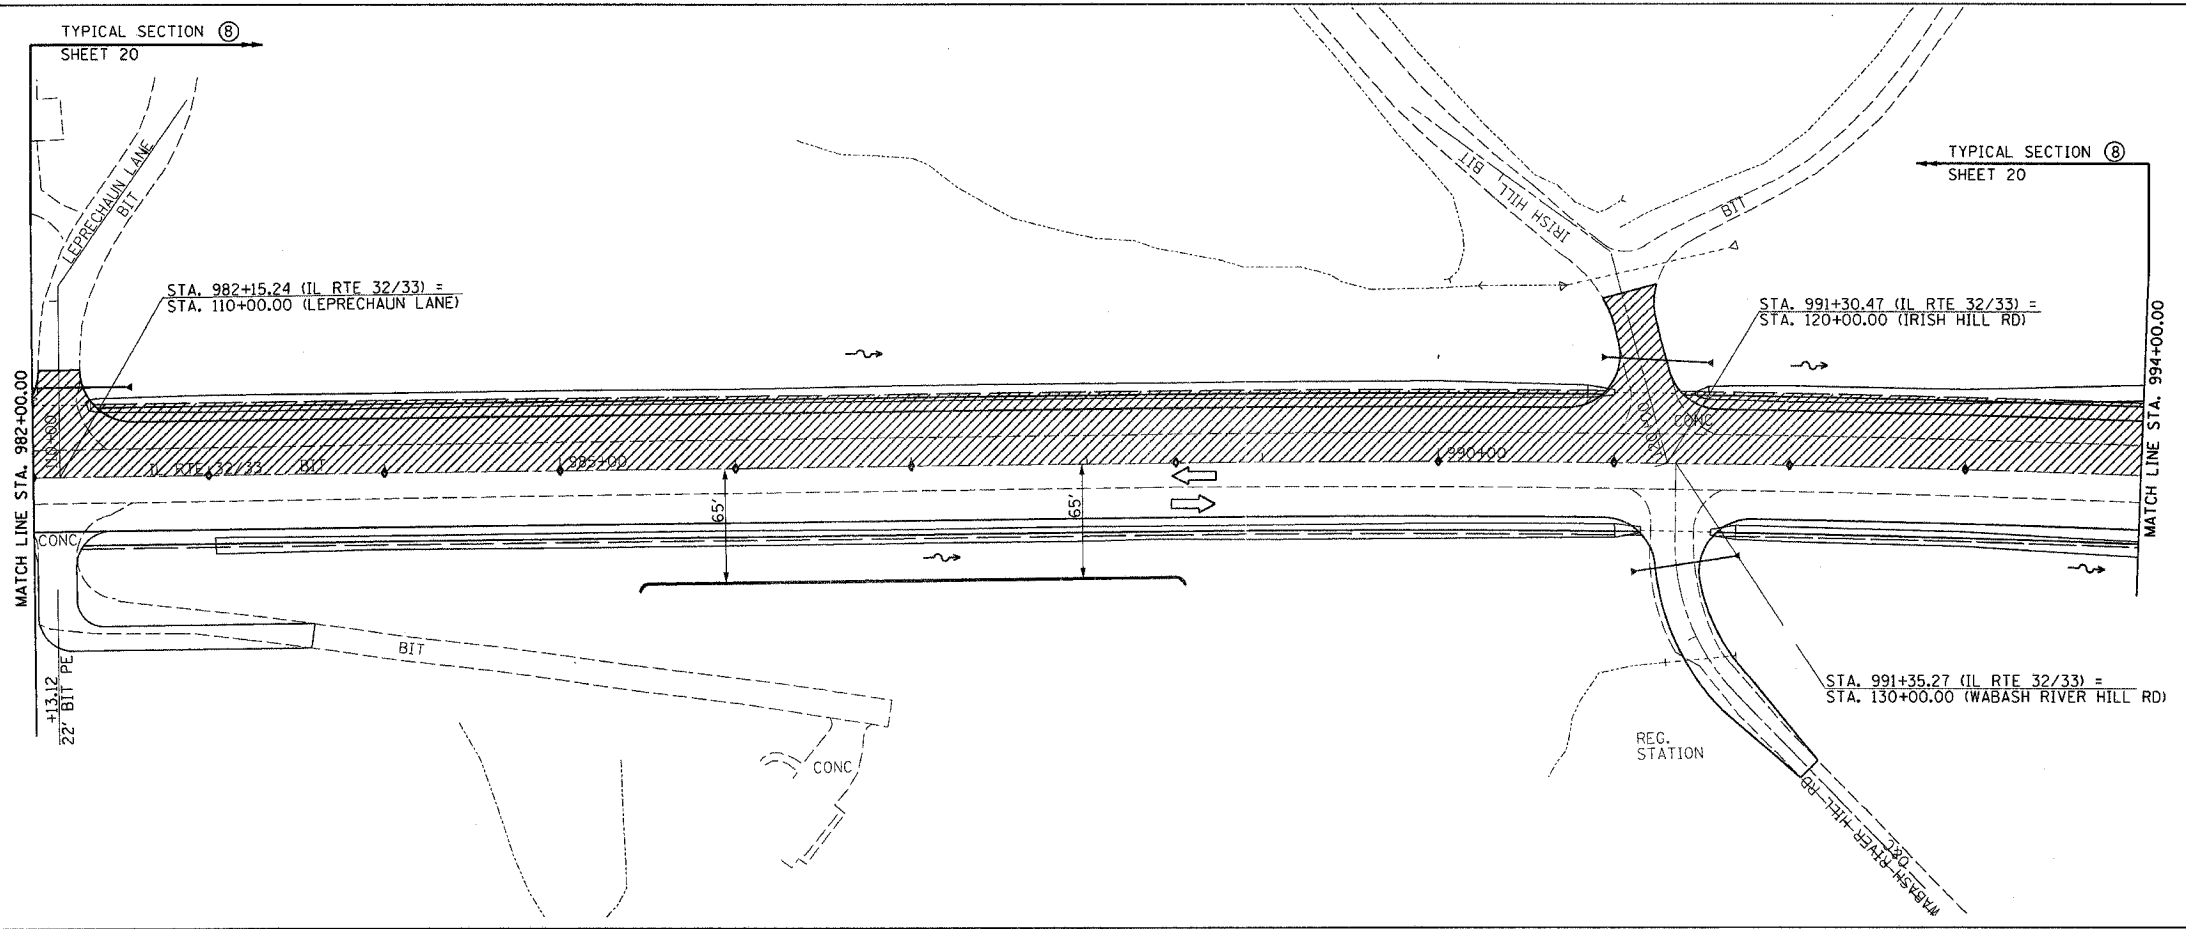 TYPICAL SECTION ⑧
SHEET 20
TYPICAL SECTION ⑧
SHEET 20
LEPRECHAUN LANE
BIT
IRISH HILL
BIT
BIT
STA. 982+15.24 (IL RTE 32/33) =
STA. 110+00.00 (LEPRECHAUN LANE)
STA. 991+30.47 (IL RTE 32/33) =
STA. 120+00.00 (IRISH HILL RD)
MATCH LINE STA. 982+00.00
MATCH LINE STA. 994+00.00
110+00
120+00
CONC
IL RTE 32/33
BIT
985+00
990+00
65'
65'
CONC
BIT
+13.12
22' BIT PE
STA. 991+35.27 (IL RTE 32/33) =
STA. 130+00.00 (WABASH RIVER HILL RD)
REG.
STATION
CONC
WABASH RIVER HILL RD
O&C